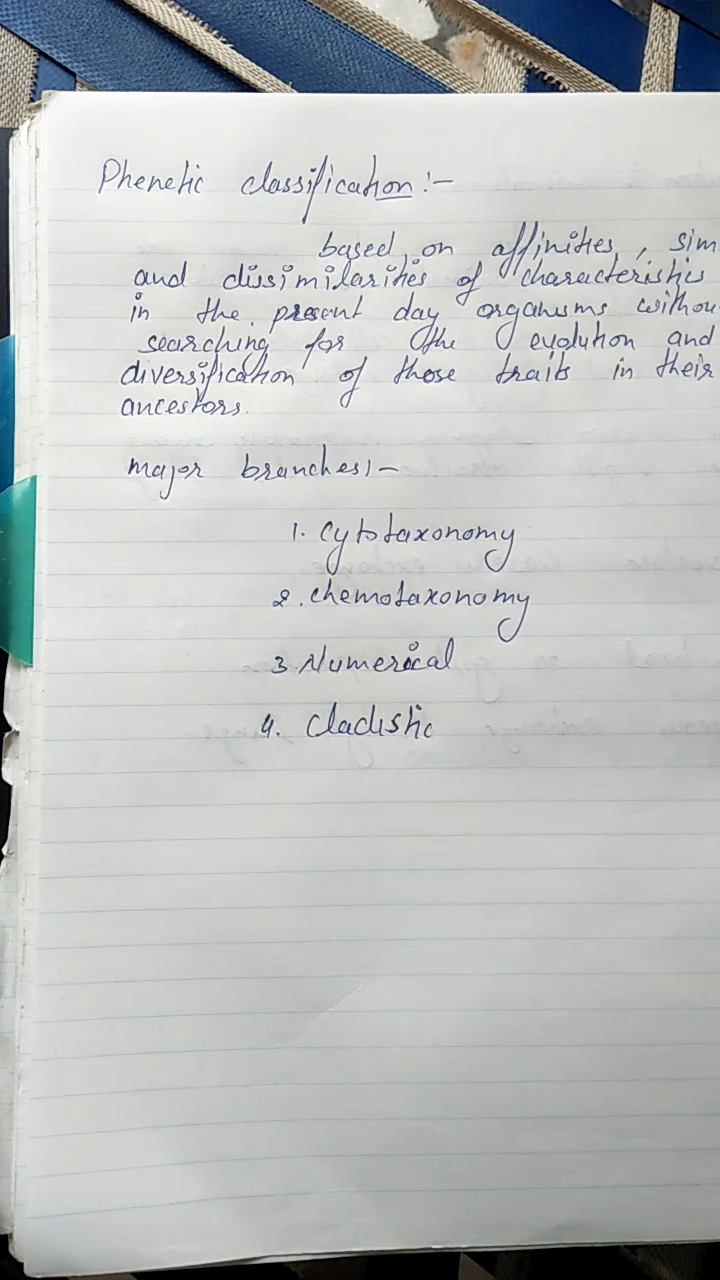 Phenetic classification :-
based on affinities, sim
and dissimilarities of characteristics
in the present day organisms withou
searching for the evolution and
diversification of those traits in their
ancestors.
major branches :-
1. Cytotaxonomy
2. chemotaxonomy
3. Numerical
4. Cladistic